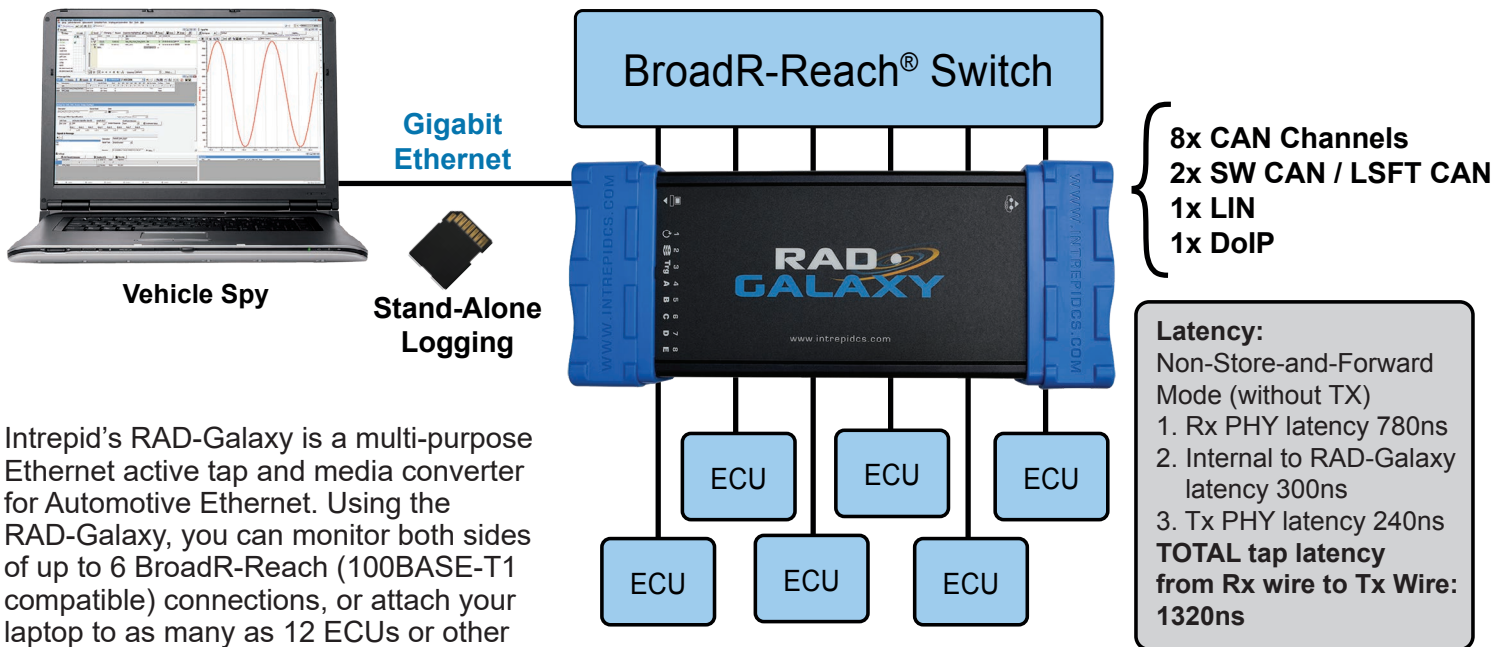 BroadR-Reach® Switch
Gigabit
Ethernet
Vehicle Spy
Stand-Alone
Logging
WWW.INTREPIDCS.COM
1
2
Trg 3
A 4
B 5
C 6
D 7
E 8
RAD
GALAXY
www.intrepidcs.com
WWW.INTREPIDCS.COM
8x CAN Channels
2x SW CAN / LSFT CAN
1x LIN
1x DoIP
Latency:
Non-Store-and-Forward
Mode (without TX)
1. Rx PHY latency 780ns
2. Internal to RAD-Galaxy
latency 300ns
3. Tx PHY latency 240ns
TOTAL tap latency
from Rx wire to Tx Wire:
1320ns
ECU
ECU
ECU
ECU
ECU
ECU
Intrepid's RAD-Galaxy is a multi-purpose
Ethernet active tap and media converter
for Automotive Ethernet. Using the
RAD-Galaxy, you can monitor both sides
of up to 6 BroadR-Reach (100BASE-T1
compatible) connections, or attach your
laptop to as many as 12 ECUs or other